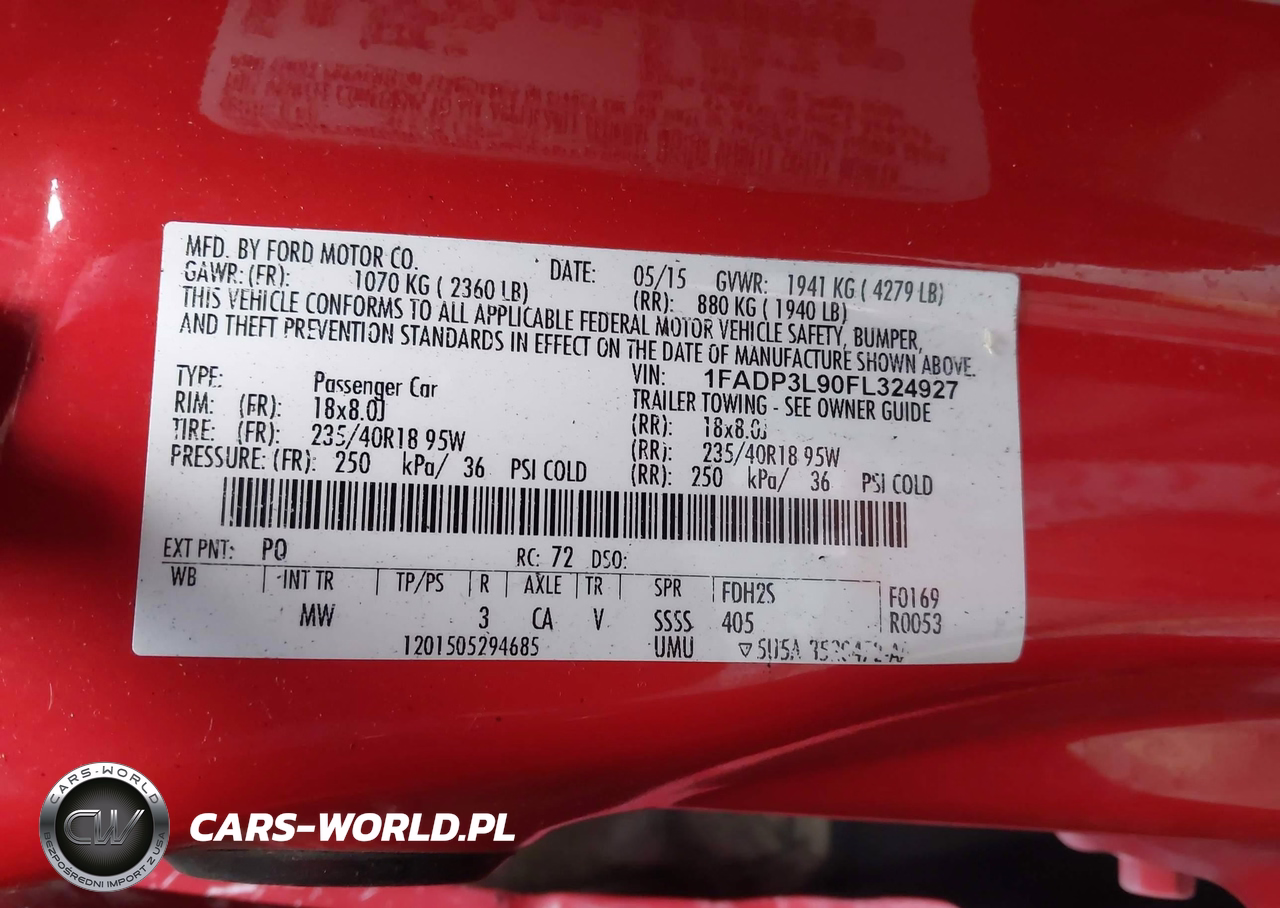 MFD. BY FORD MOTOR CO. DATE: 05/15 GVWR: 1941 KG ( 4279 LB)
GAWR: (FR): 1070 KG ( 2360 LB) (RR): 880 KG ( 1940 LB)
THIS VEHICLE CONFORMS TO ALL APPLICABLE FEDERAL MOTOR VEHICLE SAFETY, BUMPER,
AND THEFT PREVENTION STANDARDS IN EFFECT ON THE DATE OF MANUFACTURE SHOWN ABOVE.
VIN: 1FADP3L90FL324927
TYPE: Passenger Car TRAILER TOWING - SEE OWNER GUIDE
RIM: (FR): 18x8.0J (RR): 18x8.0J
TIRE: (FR): 235/40R18 95W (RR): 235/40R18 95W
PRESSURE: (FR): 250 kPa/ 36 PSI COLD (RR): 250 kPa/ 36 PSI COLD
EXT PNT: PQ RC: 72 DSO:
WB INT TR TP/PS R AXLE TR SPR FDH2S F0169
MW 3 CA V SSSS 405 R0053
1201505294685 UMU
CARS-WORLD
CW
BEZPOŚREDNI IMPORT Z USA
CARS-WORLD.PL